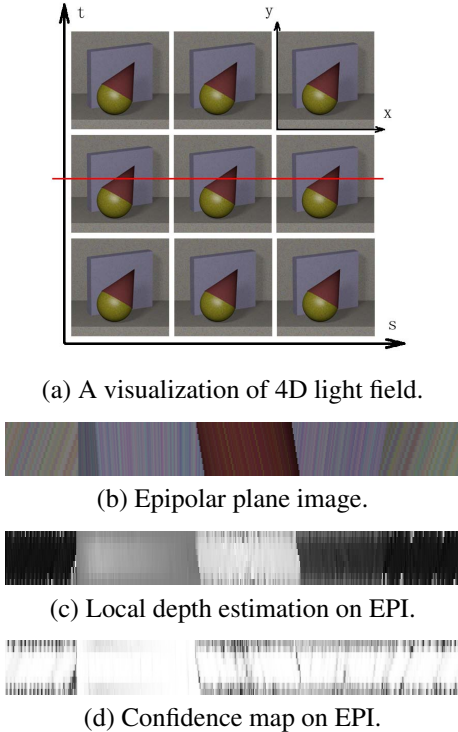 t
y
x
s
(a) A visualization of 4D light field.
(b) Epipolar plane image.
(c) Local depth estimation on EPI.
(d) Confidence map on EPI.